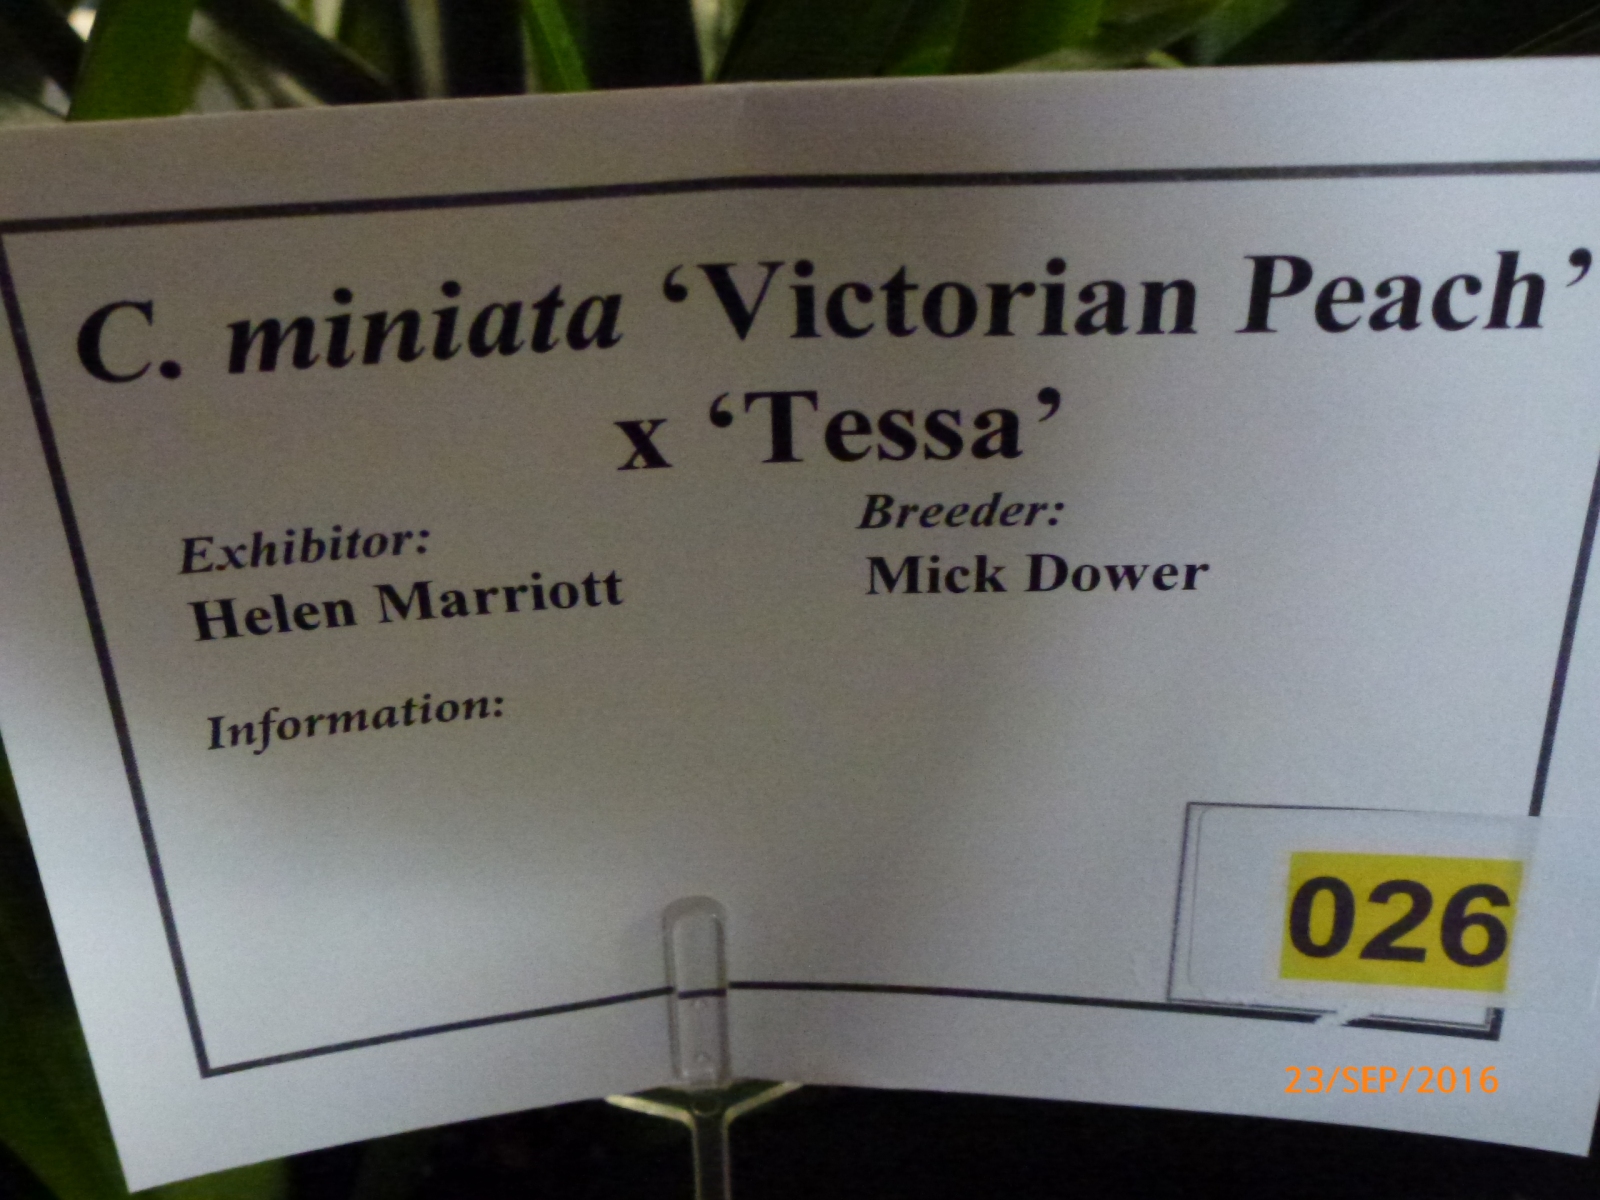 C. miniata ‘Victorian Peach’
x ‘Tessa’
Exhibitor:
Helen Marriott
Breeder:
Mick Dower
Information:
026
23/SEP/2016